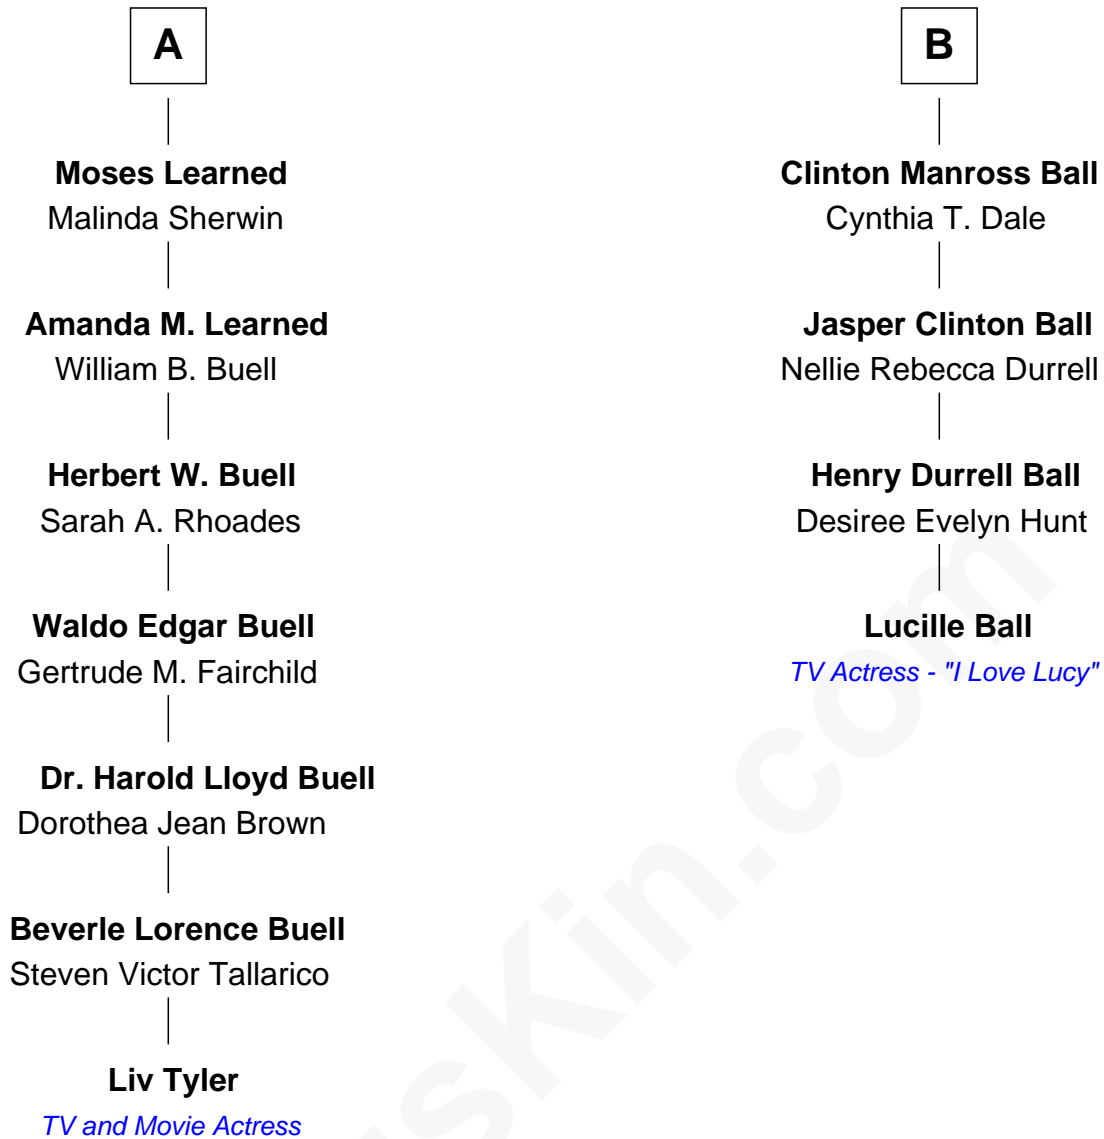 A
Moses Learned
Malinda Sherwin
Amanda M. Learned
William B. Buell
Herbert W. Buell
Sarah A. Rhoades
Waldo Edgar Buell
Gertrude M. Fairchild
Dr. Harold Lloyd Buell
Dorothea Jean Brown
Beverle Lorence Buell
Steven Victor Tallarico
Liv Tyler
TV and Movie Actress
B
Clinton Manross Ball
Cynthia T. Dale
Jasper Clinton Ball
Nellie Rebecca Durrell
Henry Durrell Ball
Desiree Evelyn Hunt
Lucille Ball
TV Actress - "I Love Lucy"
sKin.com